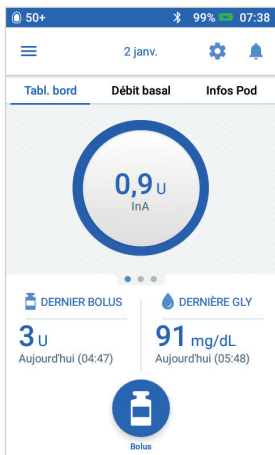 50+ 99% 07:38
2 janv.
Tabl. bord Débit basal Infos Pod
0,9 U
InA
DERNIER BOLUS DERNIÈRE GLY
3 U 91 mg/dL
Aujourd'hui (04:47) Aujourd'hui (05:48)
Bolus